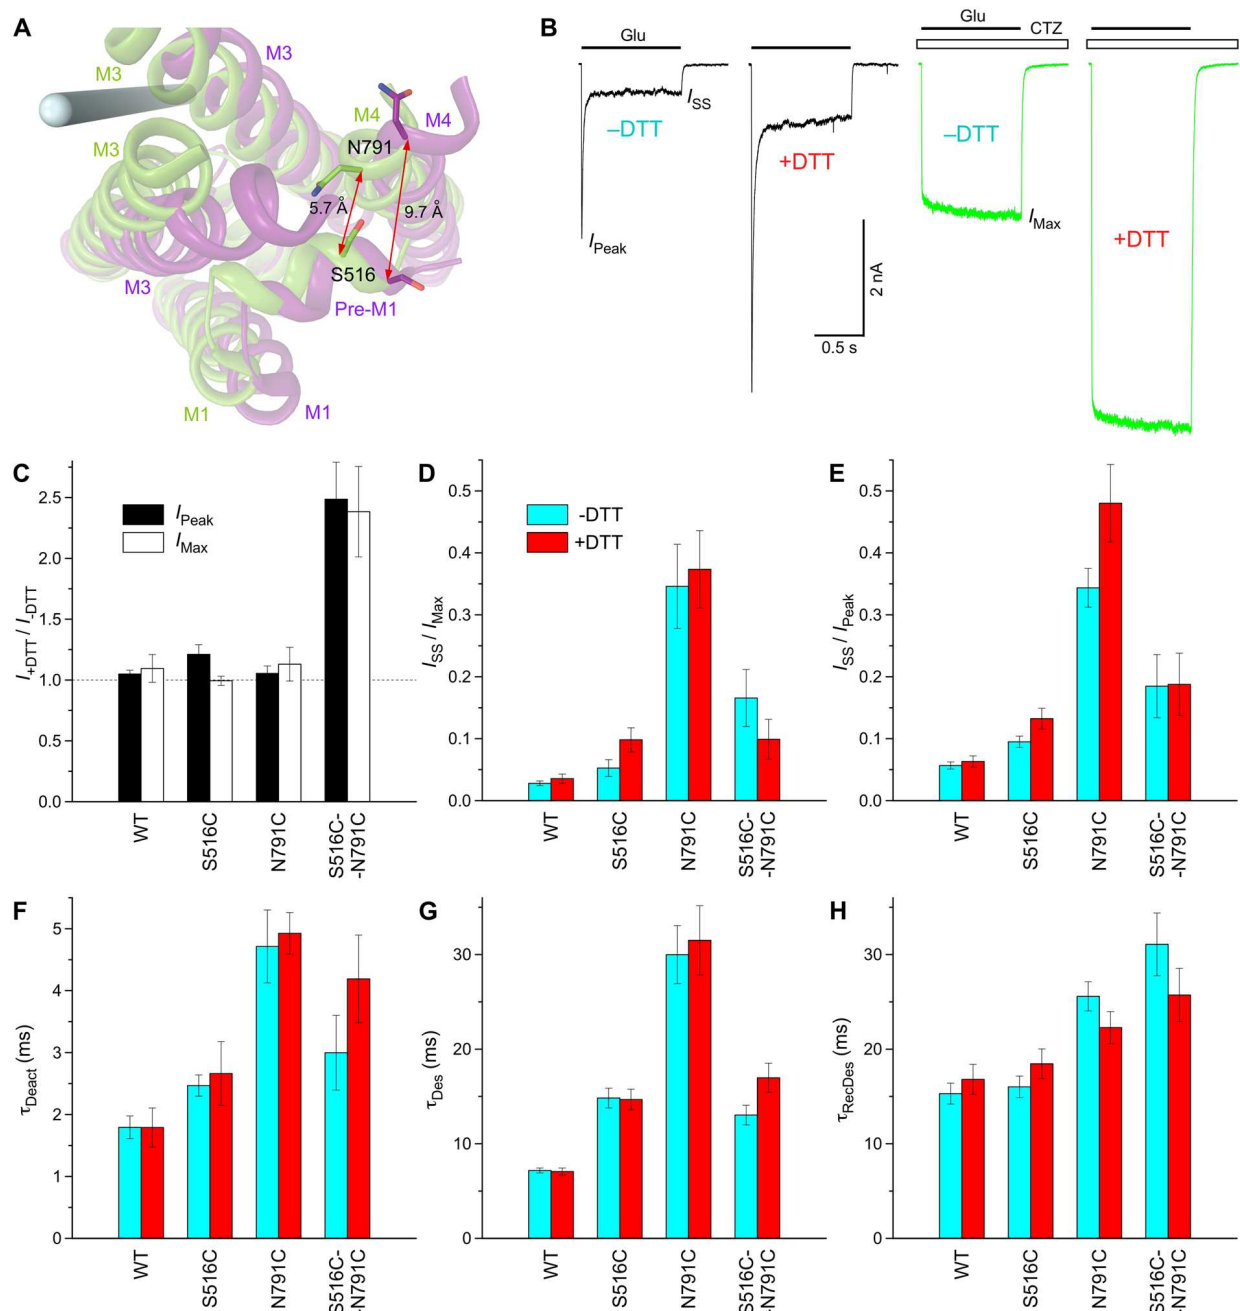 A
M3
M3
M4
M4
M3
N791
5.7 Å
9.7 Å
S516
M3
Pre-M1
M1
M1
B
Glu
I_SS
–DTT
+DTT
I_Peak
2 nA
0.5 s
Glu
CTZ
–DTT
I_Max
+DTT
C
I_+DTT / I_-DTT
2.5
2.0
1.5
1.0
0.5
0.0
I_Peak
I_Max
WT
S516C
N791C
S516C-
-N791C
D
I_SS / I_Max
0.5
0.4
0.3
0.2
0.1
0.0
-DTT
+DTT
WT
S516C
N791C
S516C-
-N791C
E
I_SS / I_Peak
0.5
0.4
0.3
0.2
0.1
0.0
WT
S516C
N791C
S516C-
-N791C
F
τ_Deact (ms)
5
4
3
2
1
0
WT
S516C
N791C
S516C-
-N791C
G
τ_Des (ms)
30
20
10
0
WT
S516C
N791C
S516C-
-N791C
H
τ_RecDes (ms)
30
20
10
0
WT
S516C
N791C
S516C-
-N791C